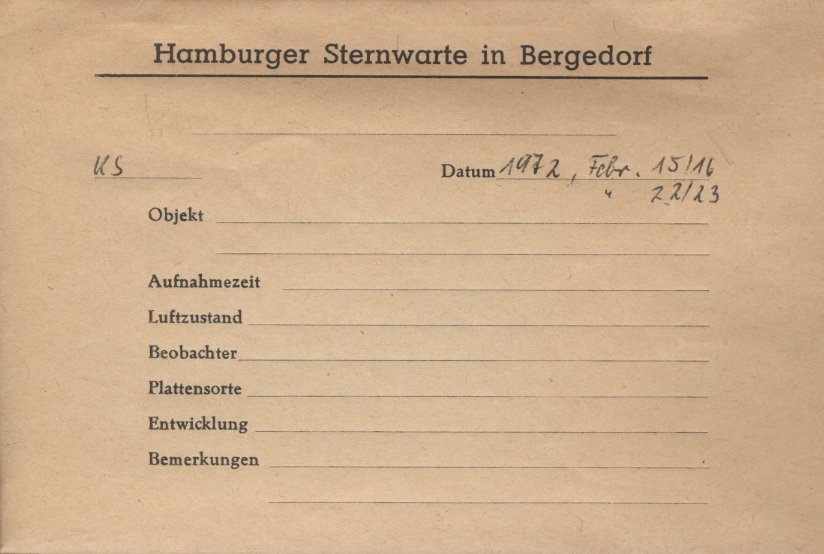 Hamburger Sternwarte in Bergedorf
KS Datum 1972, Febr. 15/16
" 22/23
Objekt
Aufnahmezeit
Luftzustand
Beobachter
Plattensorte
Entwicklung
Bemerkungen